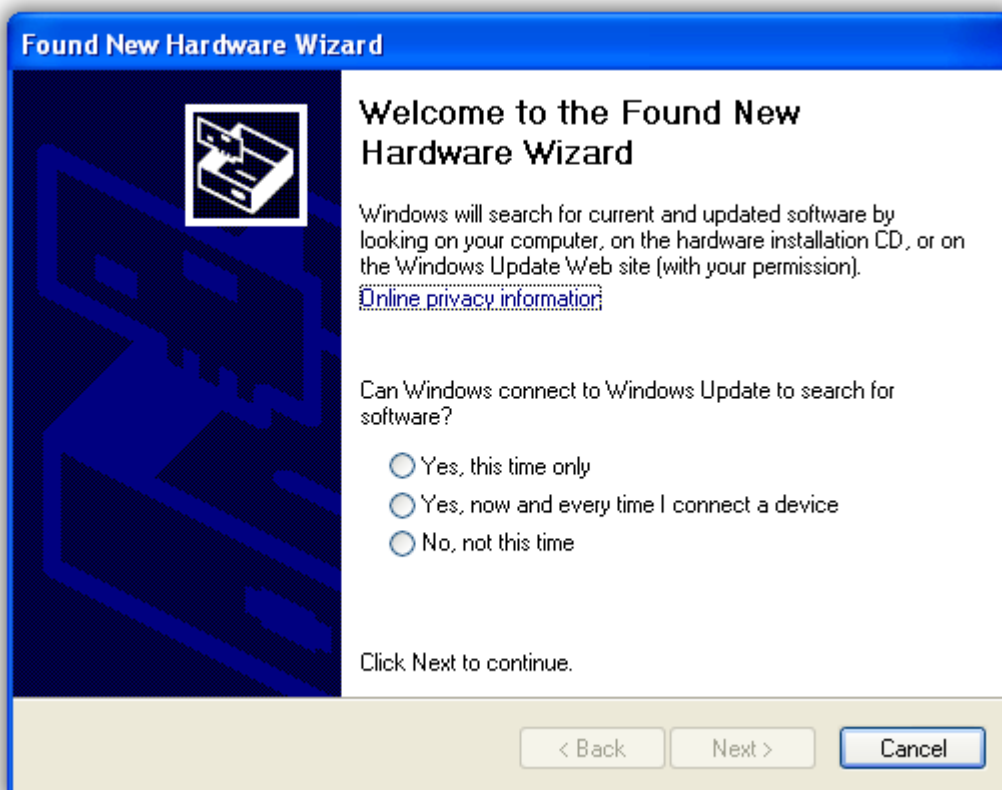 Found New Hardware Wizard
Welcome to the Found New
Hardware Wizard
Windows will search for current and updated software by
looking on your computer, on the hardware installation CD, or on
the Windows Update Web site (with your permission).
Online privacy information
Can Windows connect to Windows Update to search for
software?
Yes, this time only
Yes, now and every time I connect a device
No, not this time
Click Next to continue.
< Back Next > Cancel